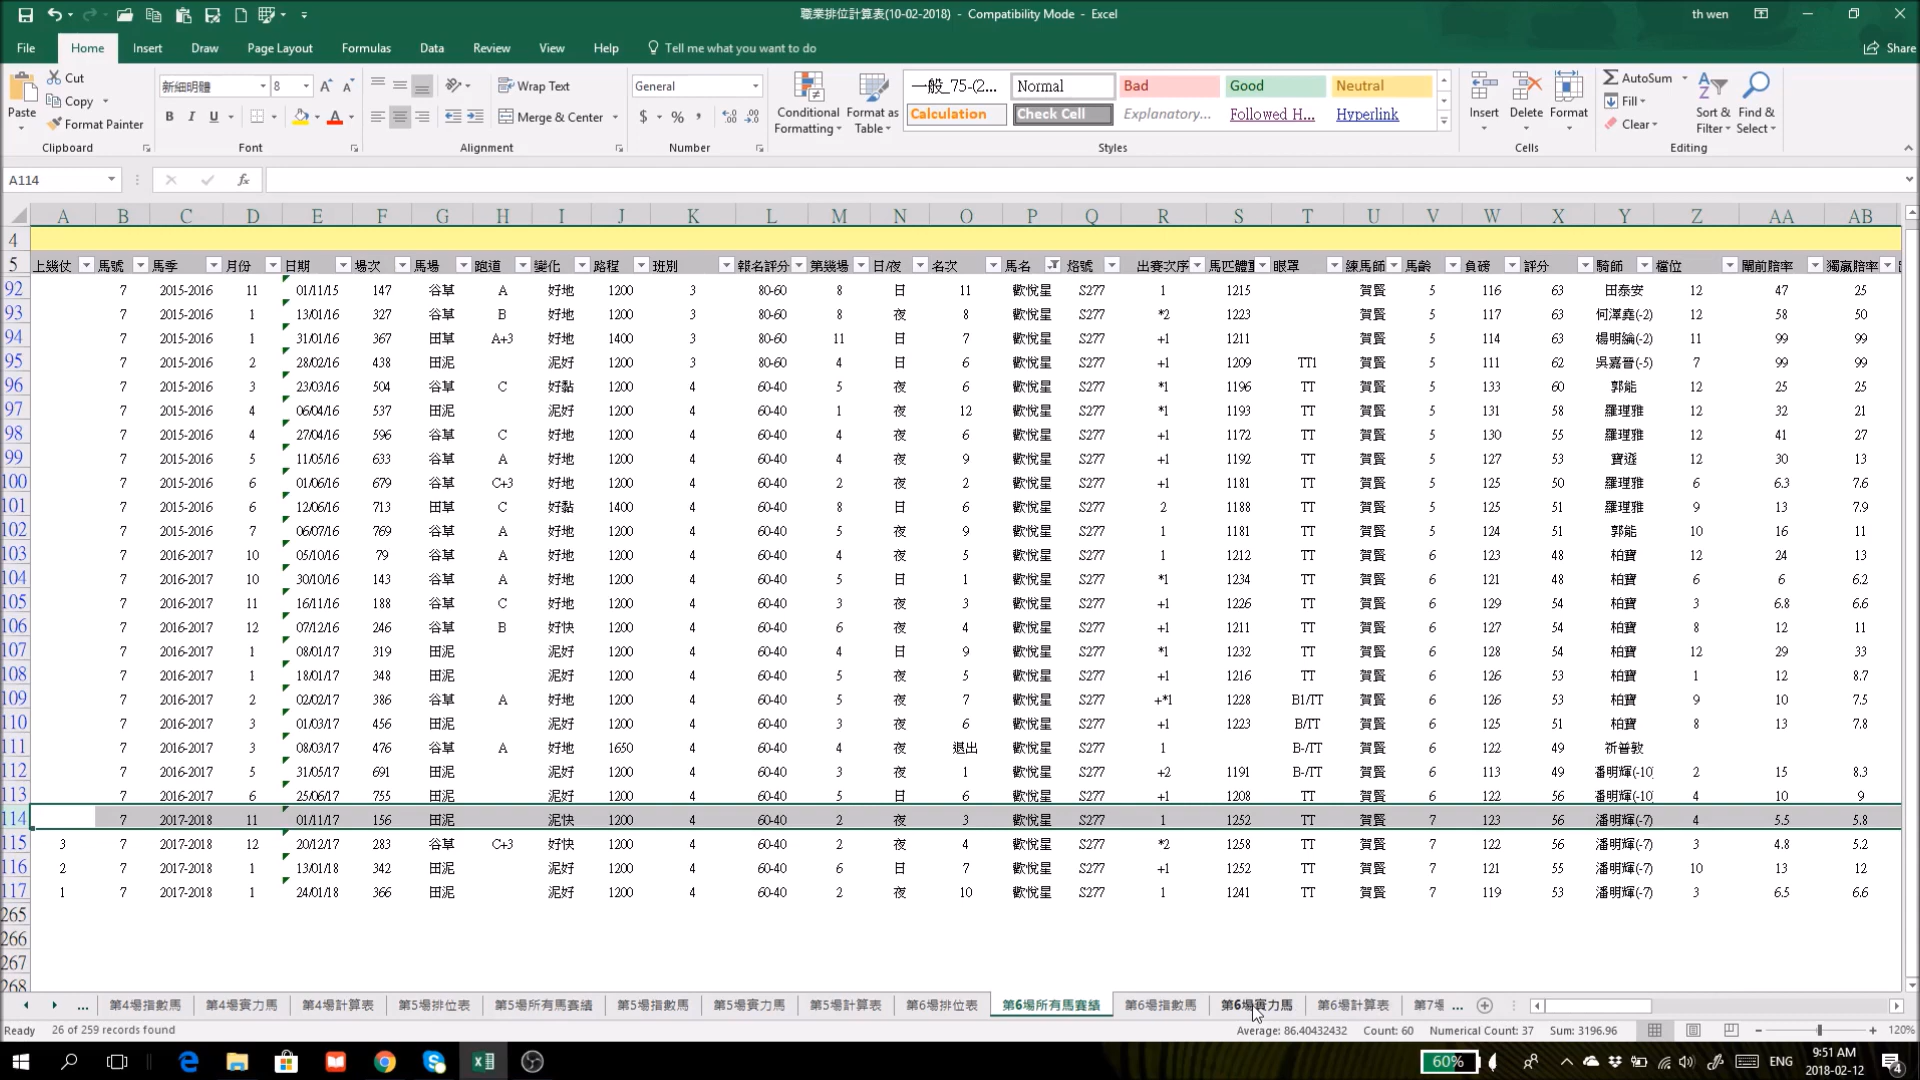 職業排位計算表(10-02-2018) - Compatibility Mode - Excel
th wen
File Home Insert Draw Page Layout Formulas Data Review View Help Tell me what you want to do Share
Paste Cut Copy Format Painter
新細明體 8 Wrap Text Merge & Center General
Conditional Formatting Format as Table
一般_75-(2... Normal Bad Good Neutral
Calculation Check Cell Explanatory... Followed H... Hyperlink
Insert Delete Format AutoSum Fill Clear Sort & Filter Find & Select
Clipboard Font Alignment Number Styles Cells Editing
A114
A B C D E F G H I J K L M N O P Q R S T U V W X Y Z AA AB
4
5 上幾仗 馬號 馬季 月份 日期 場次 馬場 跑道 變化 路程 班別 報名評分 第幾場 日/夜 名次 馬名 烙號 出賽次序 馬匹體重 眼罩 練馬師 馬齡 負磅 評分 騎師 檔位 閘前賠率 獨贏賠率
92 7 2015-2016 11 01/11/15 147 谷草 A 好地 1200 3 80-60 8 日 11 歡悅星 S277 1 1215 賀賢 5 116 63 田泰安 12 47 25
93 7 2015-2016 1 13/01/16 327 谷草 B 好地 1200 3 80-60 8 夜 8 歡悅星 S277 *2 1223 賀賢 5 117 63 何澤堯(-2) 12 58 50
94 7 2015-2016 1 31/01/16 367 田草 A+3 好地 1400 3 80-60 11 日 7 歡悅星 S277 +1 1211 賀賢 5 114 63 楊明綸(-2) 11 99 99
95 7 2015-2016 2 28/02/16 438 田泥 泥好 1200 3 80-60 4 日 6 歡悅星 S277 +1 1209 TT1 賀賢 5 111 62 吳嘉晉(-5) 7 99 99
96 7 2015-2016 3 23/03/16 504 谷草 C 好黏 1200 4 60-40 5 夜 6 歡悅星 S277 *1 1196 TT 賀賢 5 133 60 郭能 12 25 25
97 7 2015-2016 4 06/04/16 537 田泥 泥好 1200 4 60-40 1 夜 12 歡悅星 S277 *1 1193 TT 賀賢 5 131 58 羅理雅 12 32 21
98 7 2015-2016 4 27/04/16 596 谷草 C 好地 1200 4 60-40 4 夜 6 歡悅星 S277 +1 1172 TT 賀賢 5 130 55 羅理雅 12 41 27
99 7 2015-2016 5 11/05/16 633 谷草 A 好地 1200 4 60-40 4 夜 9 歡悅星 S277 +1 1192 TT 賀賢 5 127 53 寶遜 12 30 13
100 7 2015-2016 6 01/06/16 679 谷草 C+3 好地 1200 4 60-40 2 夜 2 歡悅星 S277 +1 1181 TT 賀賢 5 125 50 羅理雅 6 6.3 7.6
101 7 2015-2016 6 12/06/16 713 田草 C 好黏 1400 4 60-40 8 日 6 歡悅星 S277 2 1188 TT 賀賢 5 125 51 羅理雅 9 13 7.9
102 7 2015-2016 7 06/07/16 769 谷草 A 好地 1200 4 60-40 5 夜 9 歡悅星 S277 1 1181 TT 賀賢 5 124 51 郭能 10 16 11
103 7 2016-2017 10 05/10/16 79 谷草 A 好地 1200 4 60-40 4 夜 5 歡悅星 S277 1 1212 TT 賀賢 6 123 48 柏寶 12 24 13
104 7 2016-2017 10 30/10/16 143 谷草 A 好地 1200 4 60-40 5 日 1 歡悅星 S277 *1 1234 TT 賀賢 6 121 48 柏寶 6 6 6.2
105 7 2016-2017 11 16/11/16 188 谷草 C 好地 1200 4 60-40 3 夜 3 歡悅星 S277 +1 1226 TT 賀賢 6 129 54 柏寶 3 6.8 6.6
106 7 2016-2017 12 07/12/16 246 谷草 B 好快 1200 4 60-40 6 夜 4 歡悅星 S277 +1 1211 TT 賀賢 6 127 54 柏寶 8 12 11
107 7 2016-2017 1 08/01/17 319 田泥 泥好 1200 4 60-40 4 日 9 歡悅星 S277 *1 1232 TT 賀賢 6 128 54 柏寶 12 29 33
108 7 2016-2017 1 18/01/17 348 田泥 泥好 1200 4 60-40 5 夜 5 歡悅星 S277 +1 1216 TT 賀賢 6 126 53 柏寶 1 12 8.7
109 7 2016-2017 2 02/02/17 386 谷草 A 好地 1200 4 60-40 5 夜 7 歡悅星 S277 +*1 1228 B1/TT 賀賢 6 126 53 柏寶 9 10 7.5
110 7 2016-2017 3 01/03/17 456 田泥 泥好 1200 4 60-40 3 夜 6 歡悅星 S277 +1 1223 B/TT 賀賢 6 125 51 柏寶 8 13 7.8
111 7 2016-2017 3 08/03/17 476 谷草 A 好地 1650 4 60-40 4 夜 退出 歡悅星 S277 1 B-/TT 賀賢 6 122 49 祈普敦
112 7 2016-2017 5 31/05/17 691 田泥 泥好 1200 4 60-40 3 夜 1 歡悅星 S277 +2 1191 B-/TT 賀賢 6 113 49 潘明輝(-10) 2 15 8.3
113 7 2016-2017 6 25/06/17 755 田泥 泥好 1200 4 60-40 5 日 6 歡悅星 S277 +1 1208 TT 賀賢 6 122 56 潘明輝(-10) 4 10 9
114 7 2017-2018 11 01/11/17 156 田泥 泥快 1200 4 60-40 2 夜 3 歡悅星 S277 1 1252 TT 賀賢 7 123 56 潘明輝(-7) 4 5.5 5.8
115 3 7 2017-2018 12 20/12/17 283 谷草 C+3 好快 1200 4 60-40 2 夜 4 歡悅星 S277 *2 1258 TT 賀賢 7 122 56 潘明輝(-7) 3 4.8 5.2
116 2 7 2017-2018 1 13/01/18 342 田泥 泥好 1200 4 60-40 6 日 7 歡悅星 S277 +1 1252 TT 賀賢 7 121 55 潘明輝(-7) 10 13 12
117 1 7 2017-2018 1 24/01/18 366 田泥 泥好 1200 4 60-40 2 夜 10 歡悅星 S277 1 1241 TT 賀賢 7 119 53 潘明輝(-7) 3 6.5 6.6
265
266
267
268
... 第4場指數馬 第4場實力馬 第4場計算表 第5場排位表 第5場所有馬賽績 第5場指數馬 第5場實力馬 第5場計算表 第6場排位表 第6場所有馬賽績 第6場指數馬 第6場實力馬 第6場計算表 第7場 ...
Ready 26 of 259 records found Average: 86.40432432 Count: 60 Numerical Count: 37 Sum: 3196.96 120%
60% ENG 9:51 AM
2018-02-12 4